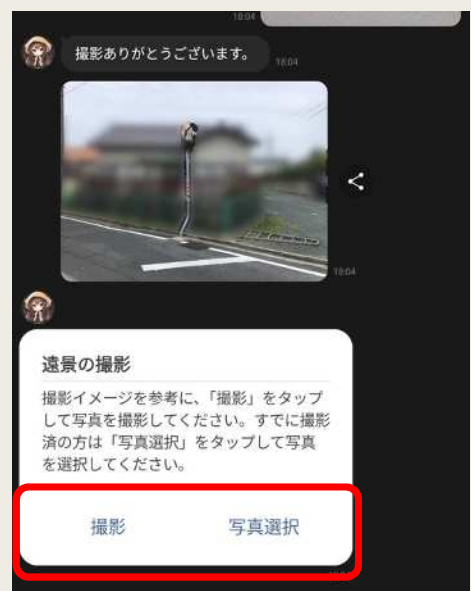 18:04
撮影ありがとうございます。
18:04
18:04
遠景の撮影
撮影イメージを参考に、「撮影」をタップ
して写真を撮影してください。すでに撮影
済の方は「写真選択」をタップして写真
を選択してください。
撮影 写真選択